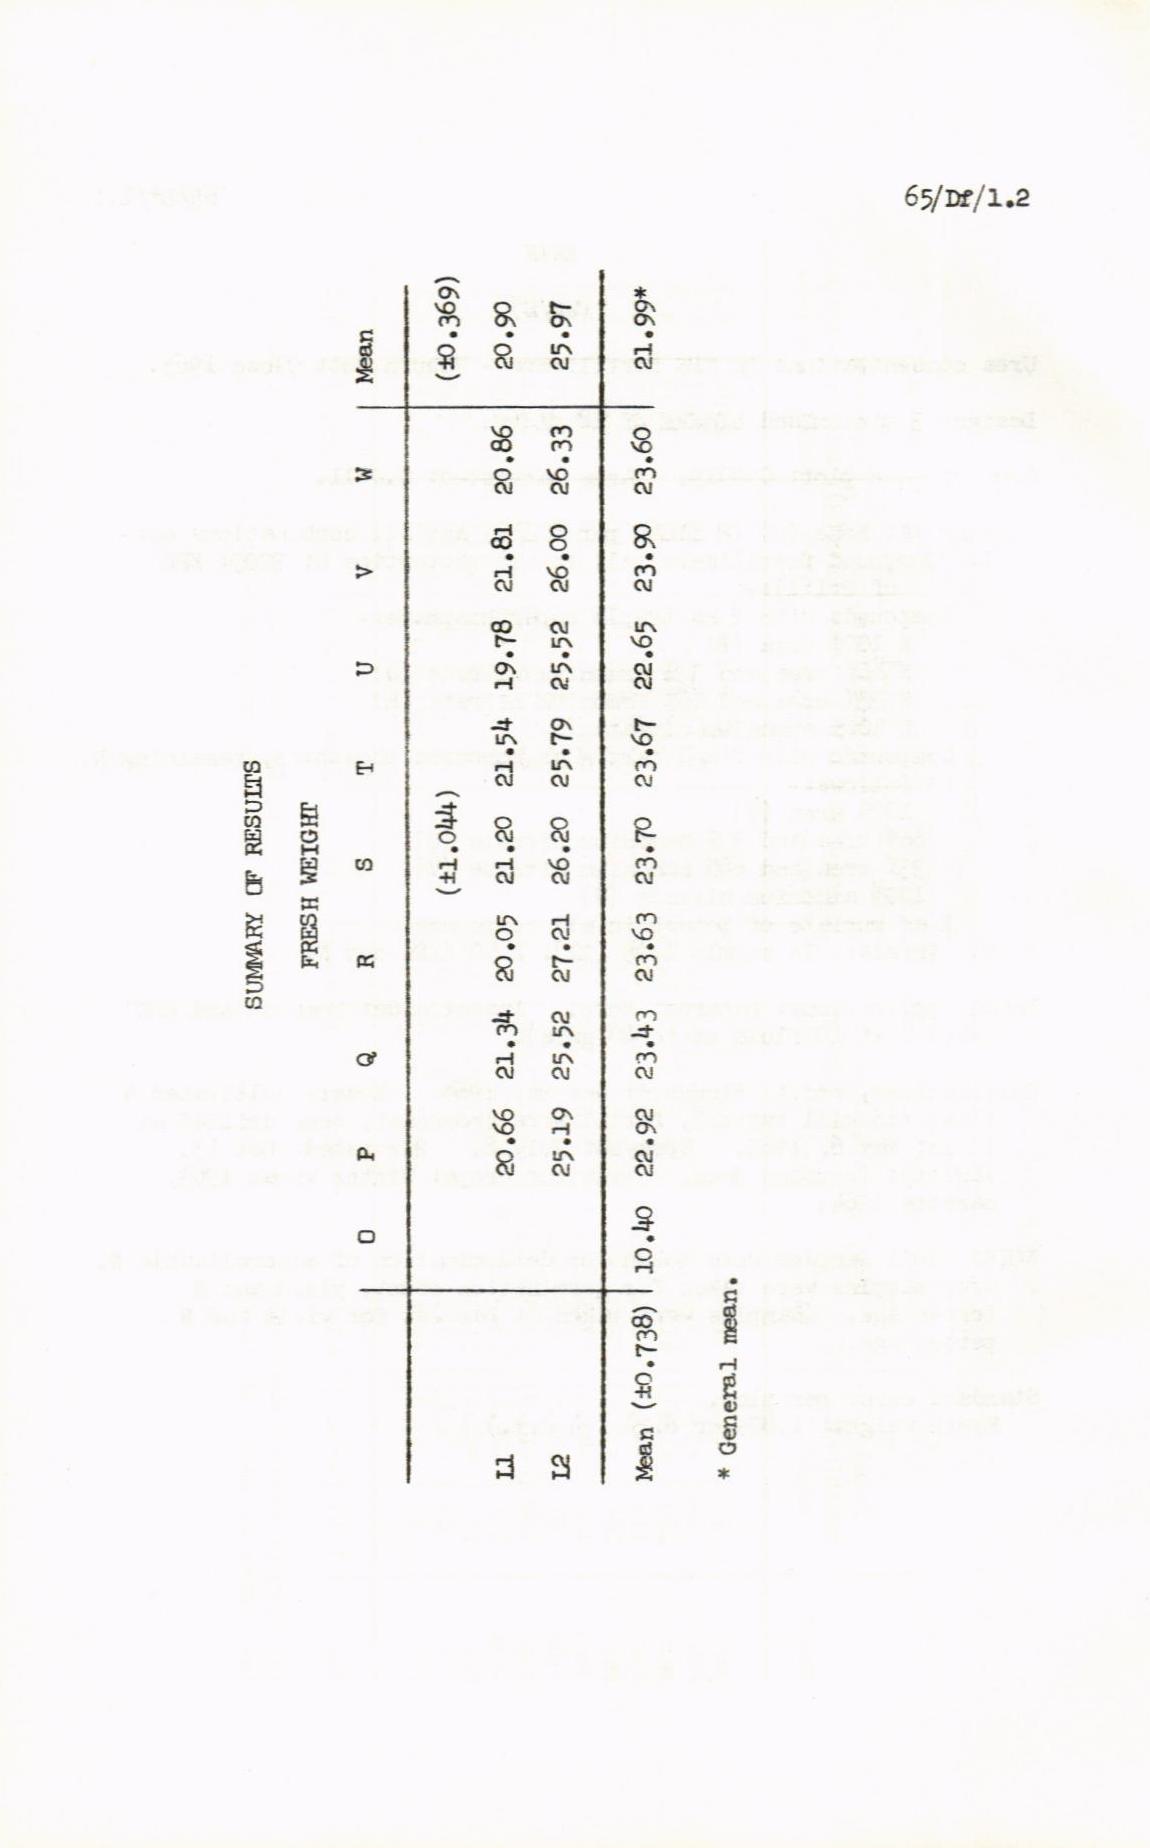 65/Df/1.2
SUMMARY OF RESULTS
FRESH WEIGHT
O P Q R S T U V W Mean
(±1.044) (±0.369)
L1 20.66 21.34 20.05 21.20 21.54 19.78 21.81 20.86 20.90
L2 25.19 25.52 27.21 26.20 25.79 25.52 26.00 26.33 25.97
Mean (±0.738) 10.40 22.92 23.43 23.63 23.70 23.67 22.65 23.90 23.60 21.99*
* General mean.